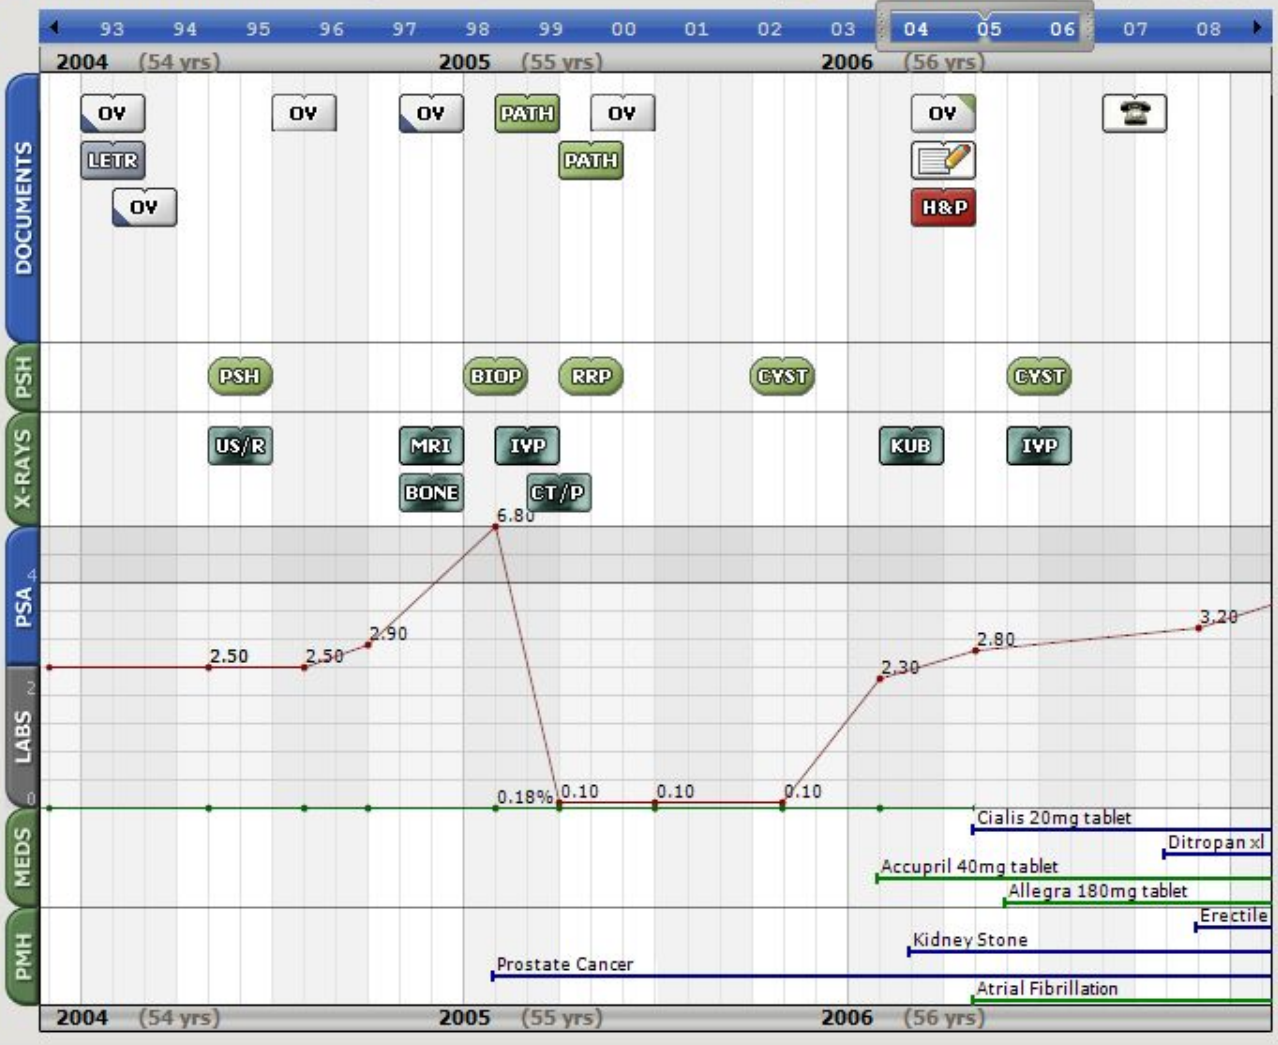 93 94 95 96 97 98 99 00 01 02 03 04 05 06 07 08
2004 (54 yrs) 2005 (55 yrs) 2006 (56 yrs)
DOCUMENTS
OV OV OV PATH OV OV
LETR PATH
OV H&P
PSH
PSH BIOP RRP CYST CYST
X-RAYS
US/R MRI IVP KUB IVP
BONE CT/P
PSA
6.80
4
2.50 2.50 2.90 2.30 2.80 3.20
LABS
2
0
0.18% 0.10 0.10 0.10
MEDS
Cialis 20mg tablet
Ditropan xl
Accupril 40mg tablet
Allegra 180mg tablet
PMH
Erectile
Kidney Stone
Prostate Cancer
Atrial Fibrillation
2004 (54 yrs) 2005 (55 yrs) 2006 (56 yrs)